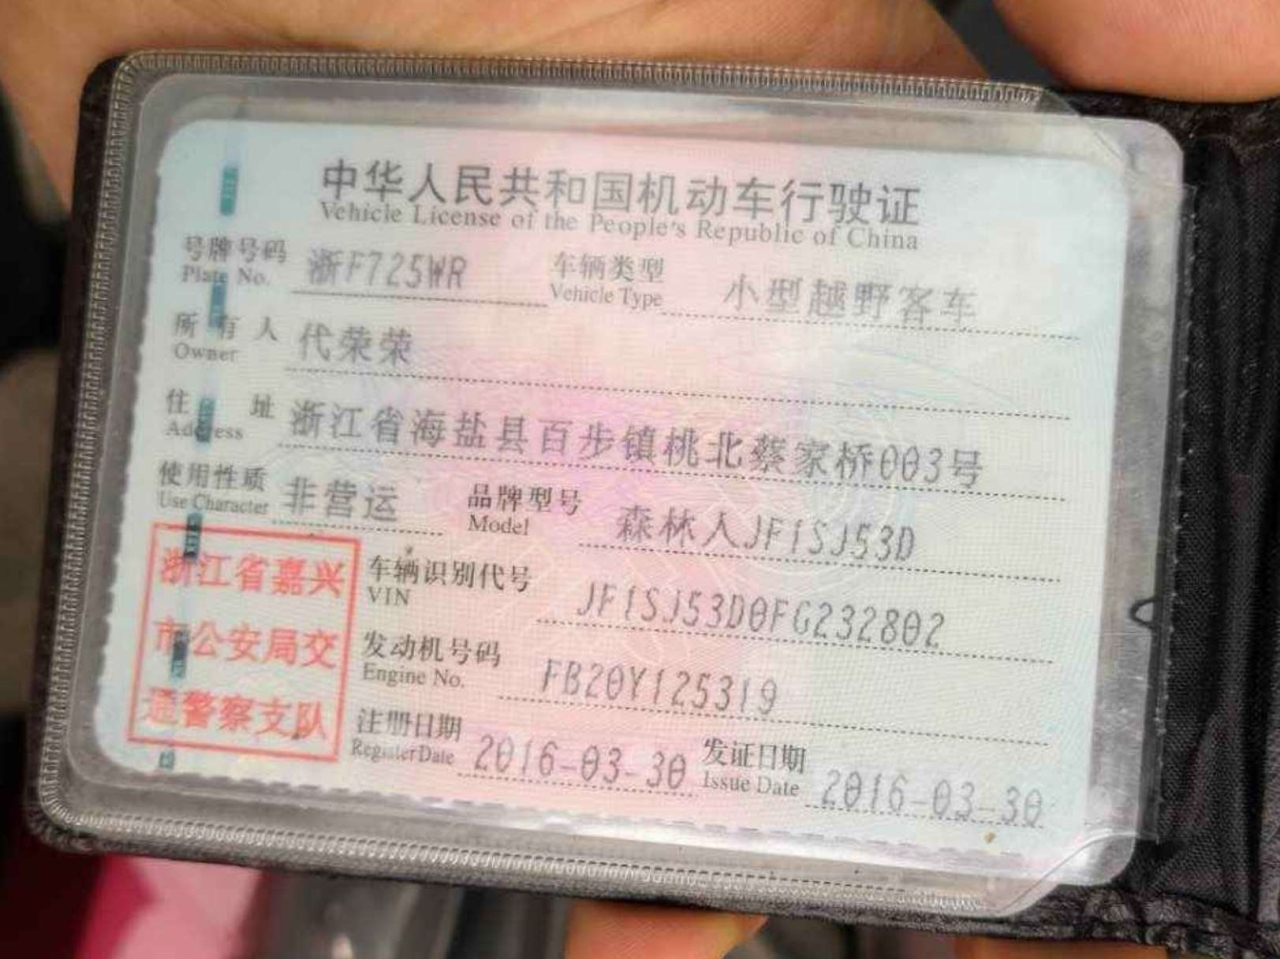 中华人民共和国机动车行驶证
Vehicle License of the People's Republic of China
号牌号码 浙F725WR 车辆类型 小型越野客车
Plate No. Vehicle Type
所有人 代荣荣
Owner
住址 浙江省海盐县百步镇桃北蔡家桥003号
Address
使用性质 非营运 品牌型号 森林人JF1SJ53D
Use Character Model
浙江省嘉兴
市公安局交
通警察支队
车辆识别代号 JF1SJ53D0FG232802
VIN
发动机号码 FB20Y125319
Engine No.
注册日期 2016-03-30 发证日期 2016-03-30
Register Date Issue Date